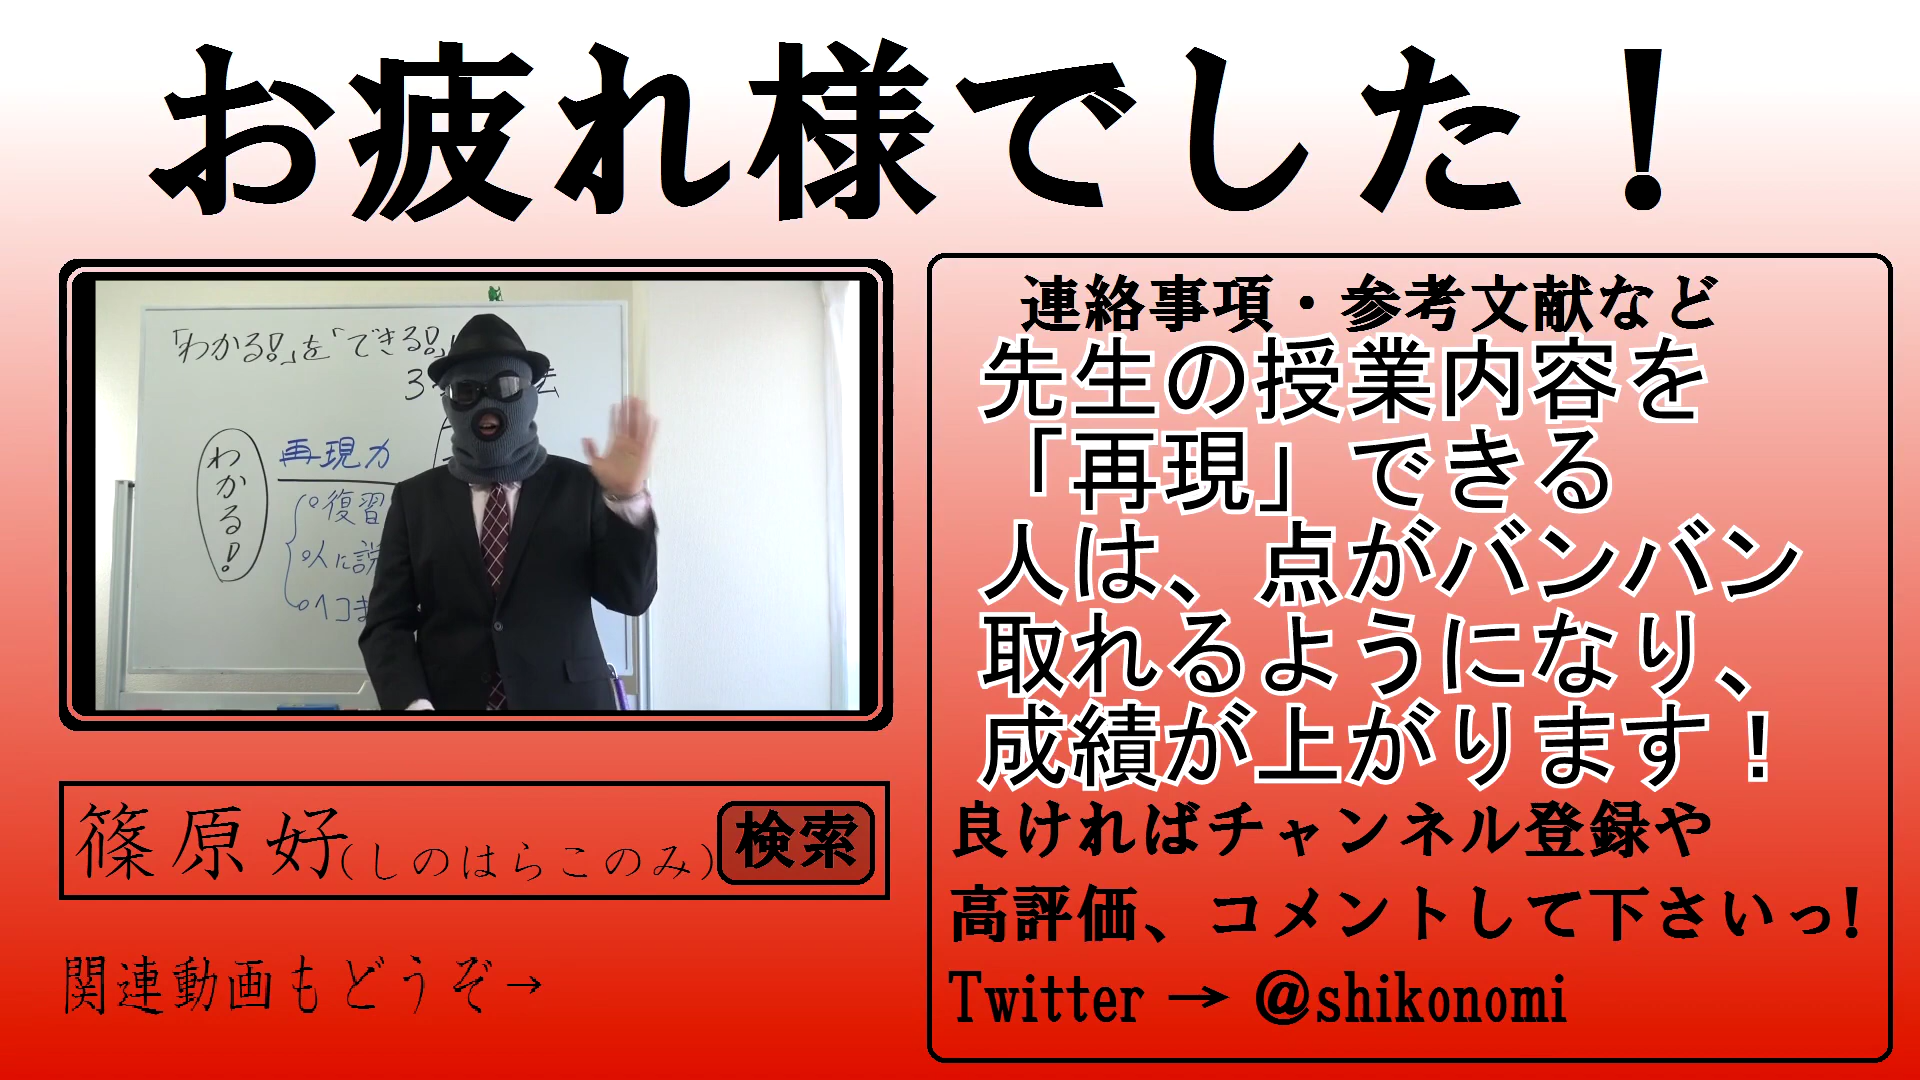 お疲れ様でした！
「わかる!」を「できる!」
3
わかる!
再現力
復習
人に説
連絡事項・参考文献など
先生の授業内容を
「再現」できる
人は、点がバンバン
取れるようになり、
成績が上がります！
良ければチャンネル登録や
高評価、コメントして下さいっ!
Twitter → @shikonomi
篠原好(しのはらこのみ)
検索
関連動画もどうぞ→